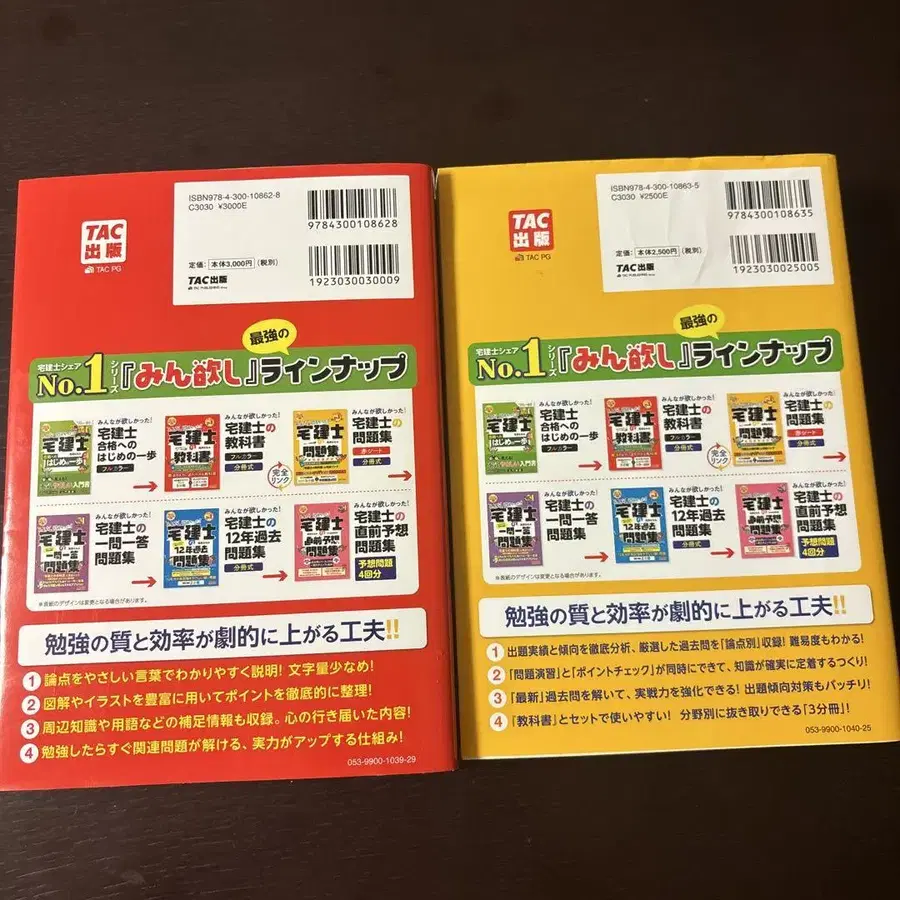 TAC
出版
TAC PG
ISBN978-4-300-10862-8
C3030 ¥3000E
定価：本体3,000円（税別）
TAC出版
9784300108628
1923030030009
最強の
宅建士シェア
No.1
シリーズ
『みん欲し』ラインナップ
みんなが欲しかった!
宅建士
合格への
はじめの一歩
フルカラー
みんなが欲しかった!
宅建士の
教科書
フルカラー
分冊式
完全
リンク
みんなが欲しかった!
宅建士の
問題集
赤シート
分冊式
みんなが欲しかった!
宅建士の
一問一答
問題集
みんなが欲しかった!
宅建士の
12年過去
問題集
分冊式
みんなが欲しかった!
宅建士の
直前予想
問題集
予想問題
4回分
※表紙のデザインは変更となる場合があります。
勉強の質と効率が劇的に上がる工夫!!
1 論点をやさしい言葉でわかりやすく説明! 文字量少なめ!
2 図解やイラストを豊富に用いてポイントを徹底的に整理!
3 周辺知識や用語などの補足情報も収録。心の行き届いた内容!
4 勉強したらすぐ関連問題が解ける、実力がアップする仕組み!
053-9900-1039-29
TAC
出版
TAC PG
ISBN978-4-300-10863-5
C3030 ¥2500E
定価：本体2,500円（税別）
TAC出版
9784300108635
1923030025005
最強の
宅建士シェア
No.1
シリーズ
『みん欲し』ラインナップ
みんなが欲しかった!
宅建士
合格への
はじめの一歩
フルカラー
みんなが欲しかった!
宅建士の
教科書
フルカラー
分冊式
完全
リンク
みんなが欲しかった!
宅建士の
問題集
赤シート
分冊式
みんなが欲しかった!
宅建士の
一問一答
問題集
みんなが欲しかった!
宅建士の
12年過去
問題集
分冊式
みんなが欲しかった!
宅建士の
直前予想
問題集
予想問題
4回分
※表紙のデザインは変更となる場合があります。
勉強の質と効率が劇的に上がる工夫!!
1 出題実績と傾向を徹底分析、厳選した過去問を「論点別」収録! 難易度もわかる!
2 「問題演習」と「ポイントチェック」が同時にできて、知識が確実に定着するつくり!
3 「最新」過去問を解いて、実戦力を強化できる! 出題傾向対策もバッチリ!
4 『教科書』とセットで使いやすい! 分野別に抜き取りできる「3分冊」!
053-9900-1040-25